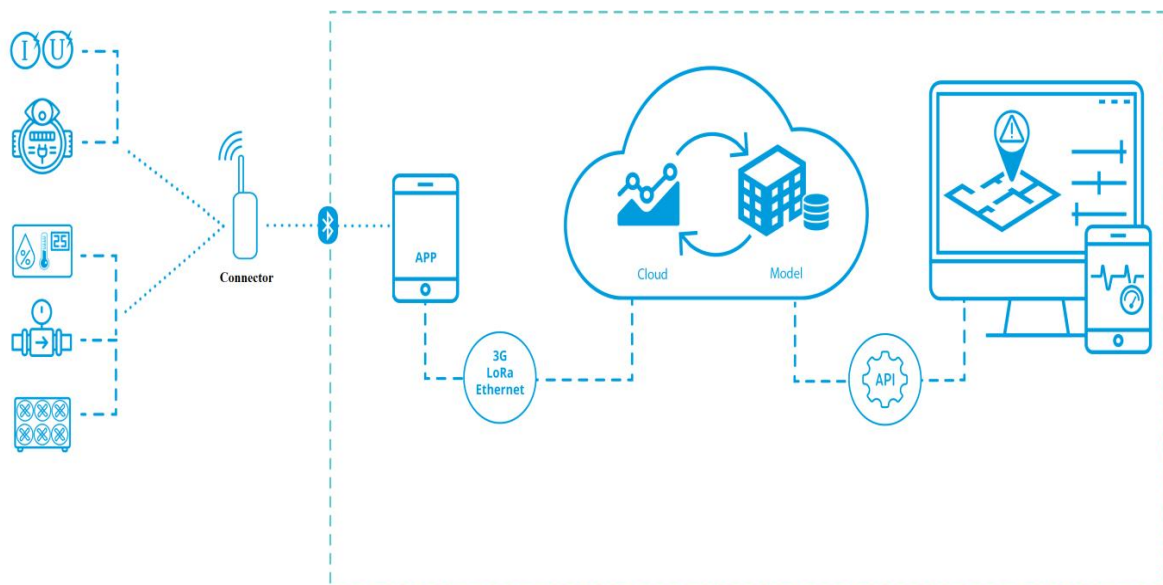 I U
%
25
Connector
APP
3G
LoRa
Ethernet
Cloud
Model
API